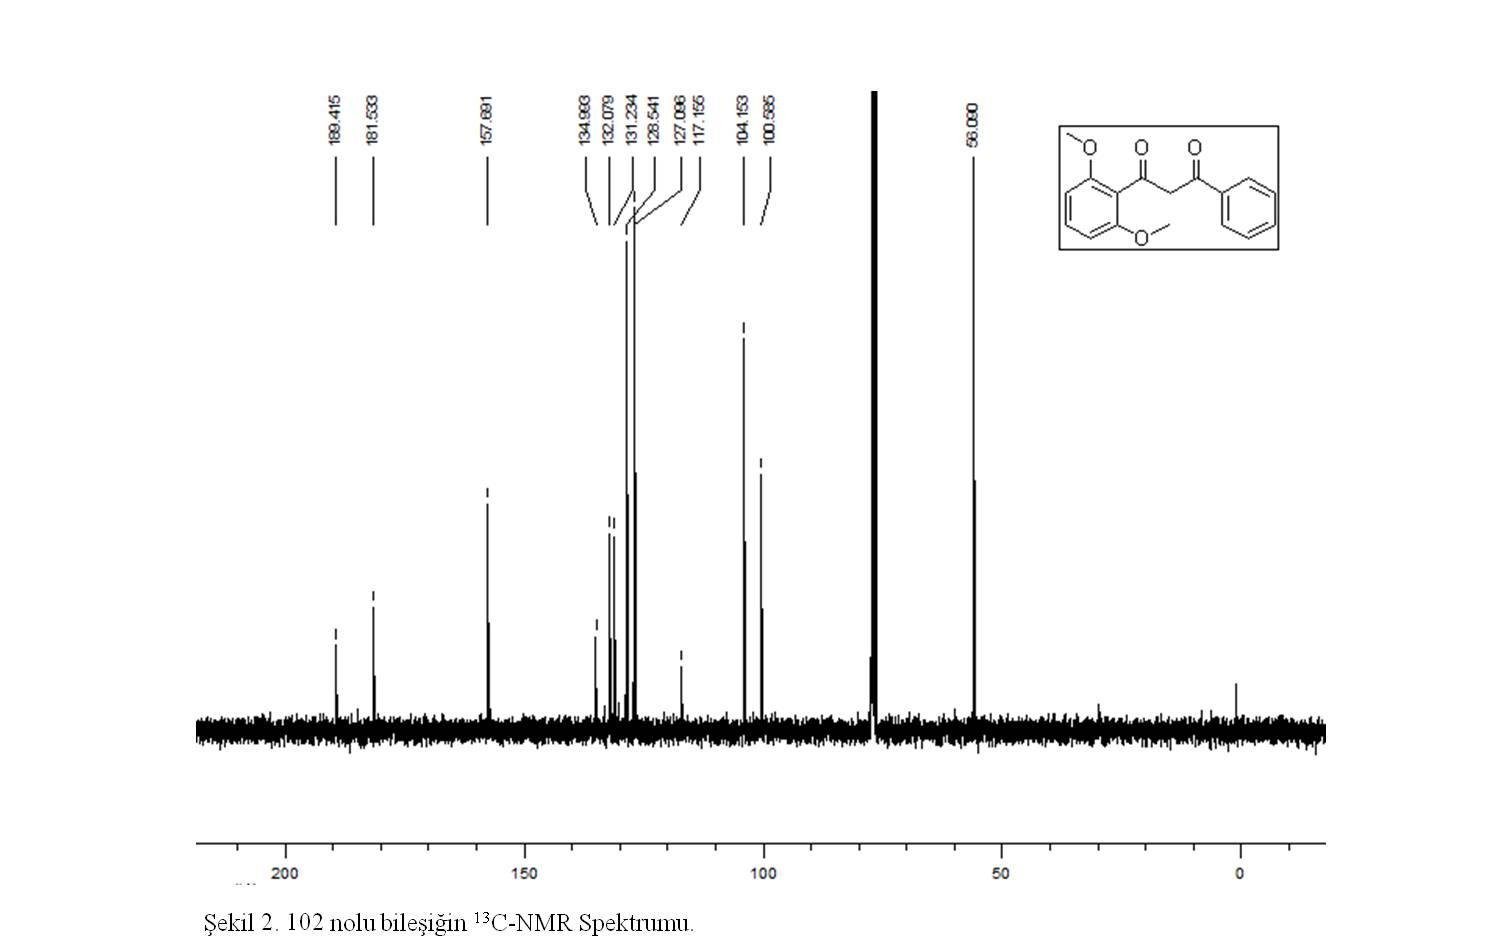 189.415 181.533 157.691 134.993 132.079 131.234 128.541 127.096 117.155 104.153 100.585 56.090
O O O
O
200 150 100 50 0
Şekil 2. 102 nolu bileşiğin ¹³C-NMR Spektrumu.